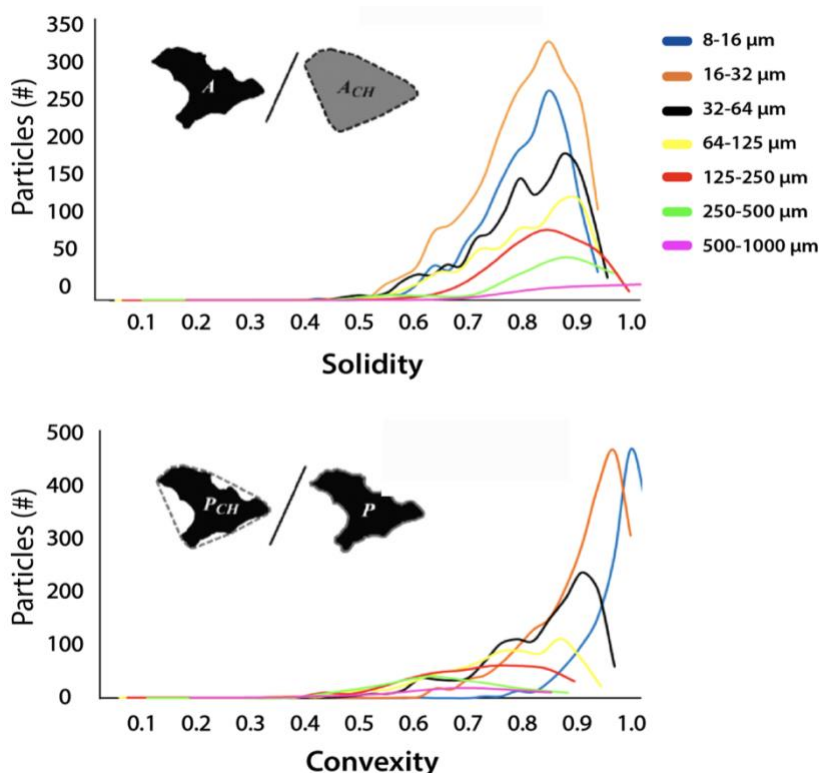 350
300
250
200
150
100
50
0
Particles (#)
A
A_CH
0.1 0.2 0.3 0.4 0.5 0.6 0.7 0.8 0.9 1.0
Solidity
8-16 µm
16-32 µm
32-64 µm
64-125 µm
125-250 µm
250-500 µm
500-1000 µm
500
400
300
200
100
0
Particles (#)
P_CH
P
0.1 0.2 0.3 0.4 0.5 0.6 0.7 0.8 0.9 1.0
Convexity